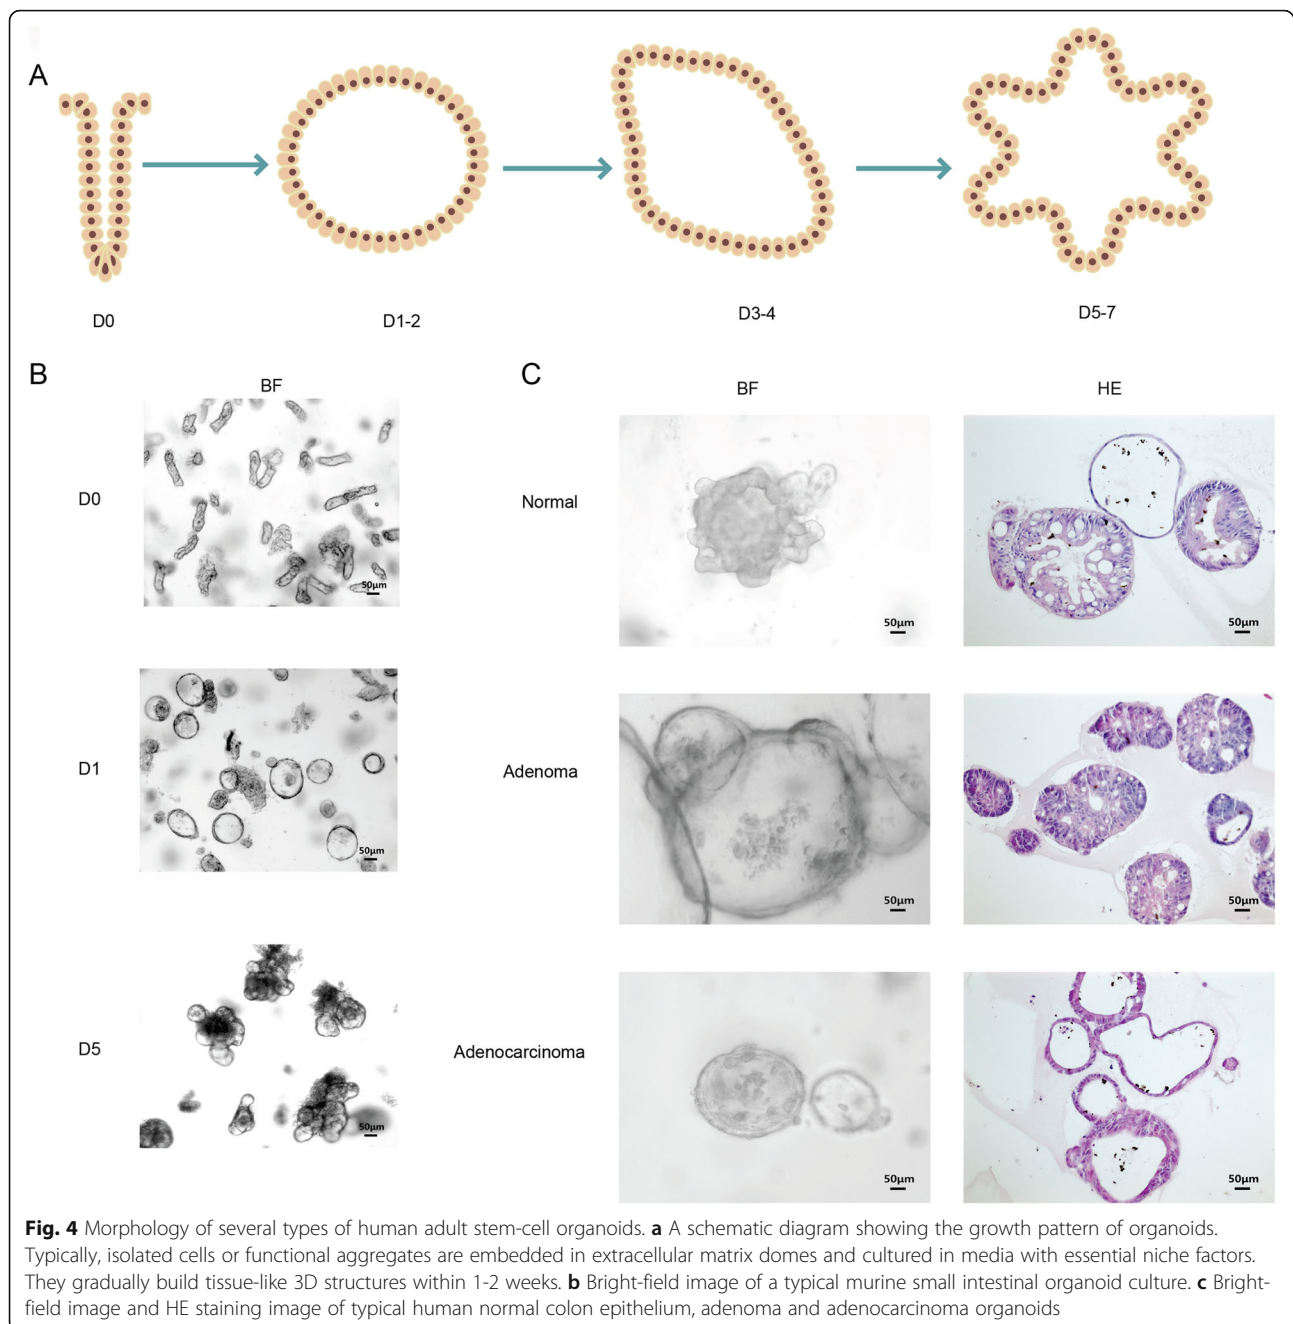 A
D0
D1-2
D3-4
D5-7
B
BF
D0
50μm
D1
50μm
D5
50μm
C
BF
HE
Normal
50μm
50μm
Adenoma
50μm
50μm
Adenocarcinoma
50μm
50μm
Fig. 4 Morphology of several types of human adult stem-cell organoids. a A schematic diagram showing the growth pattern of organoids.
Typically, isolated cells or functional aggregates are embedded in extracellular matrix domes and cultured in media with essential niche factors.
They gradually build tissue-like 3D structures within 1-2 weeks. b Bright-field image of a typical murine small intestinal organoid culture. c Bright-
field image and HE staining image of typical human normal colon epithelium, adenoma and adenocarcinoma organoids